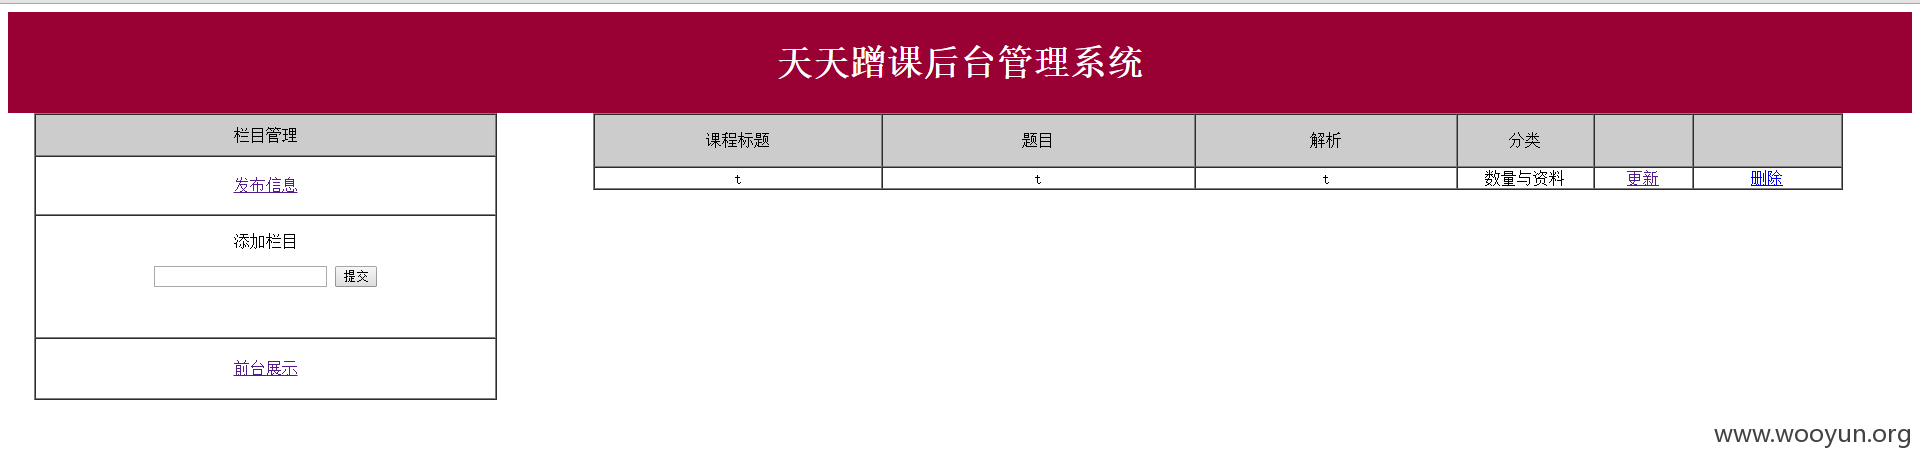 天天蹭课后台管理系统
栏目管理
发布信息
添加栏目
提交
前台展示
课程标题 题目 解析 分类
t t t 数量与资料 更新 删除
www.wooyun.org